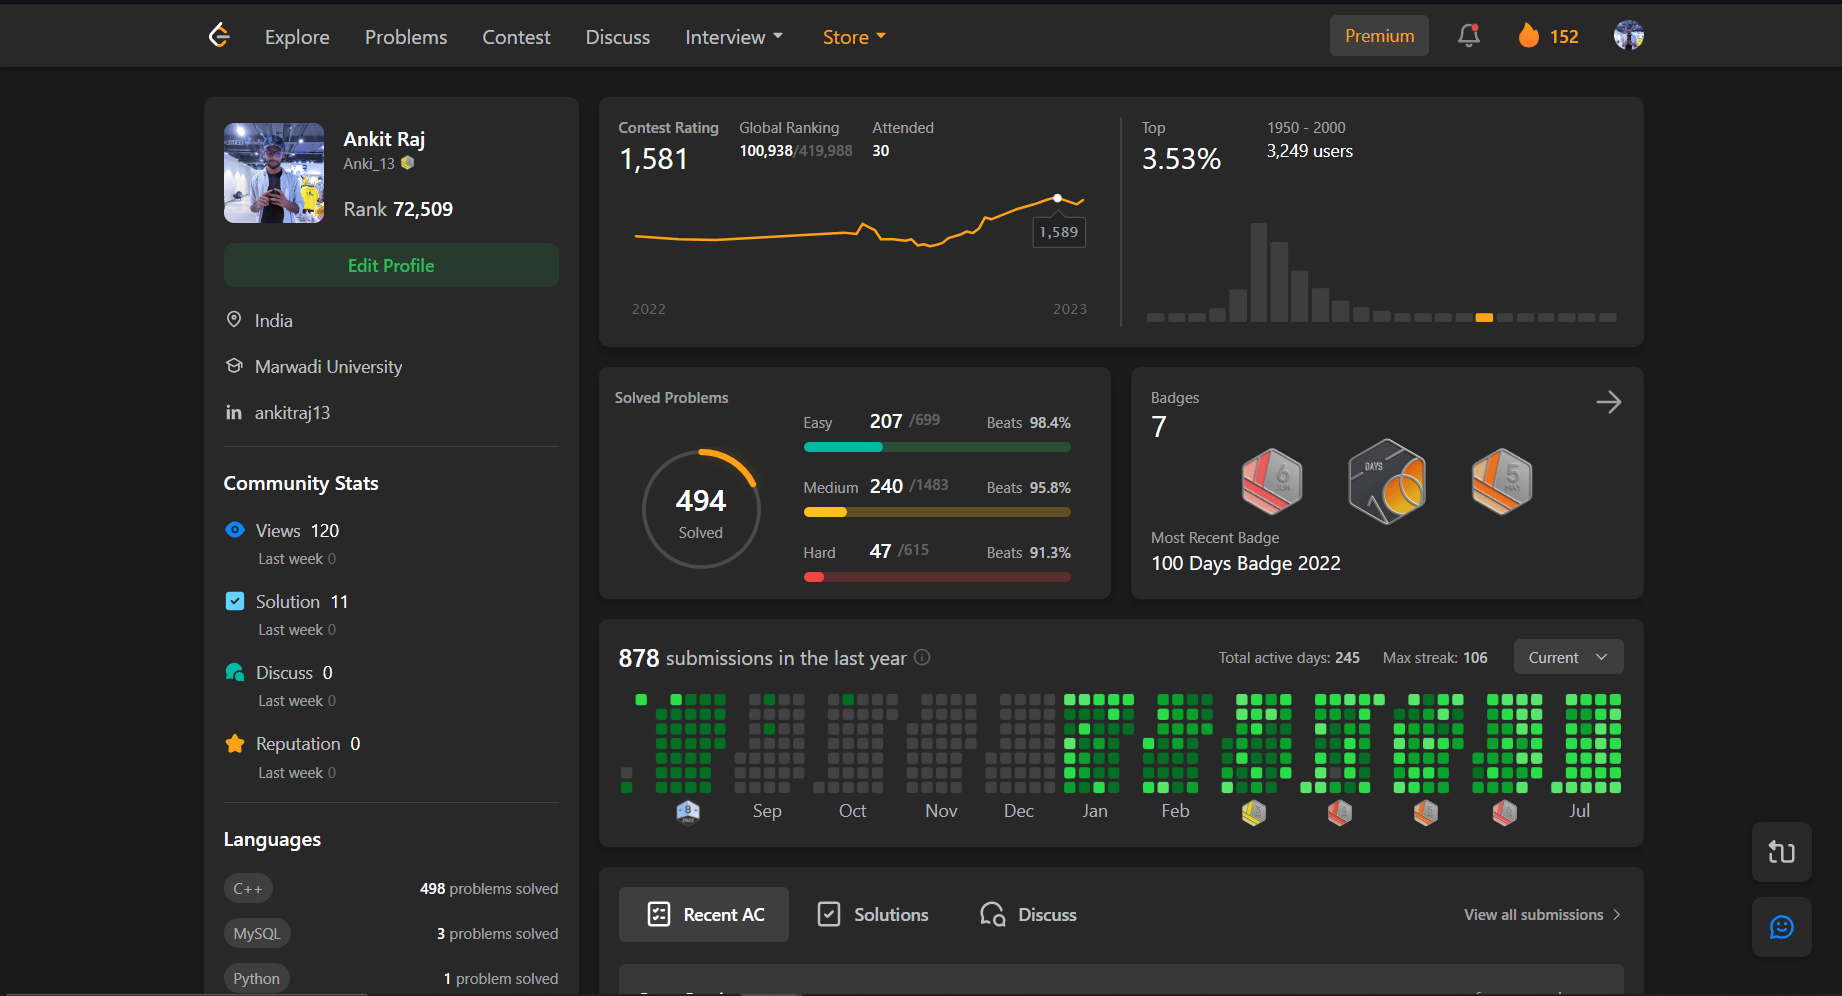 Explore Problems Contest Discuss Interview Store Premium 152
Ankit Raj
Anki_13
Rank 72,509
Edit Profile
India
Marwadi University
in ankitraj13
Community Stats
Views 120
Last week 0
Solution 11
Last week 0
Discuss 0
Last week 0
Reputation 0
Last week 0
Languages
C++ 498 problems solved
MySQL 3 problems solved
Python 1 problem solved
Contest Rating
1,581
Global Ranking
100,938/419,988
Attended
30
1,589
2022 2023
Top
3.53%
1950 - 2000
3,249 users
Solved Problems
494
Solved
Easy 207 /699 Beats 98.4%
Medium 240 /1483 Beats 95.8%
Hard 47 /615 Beats 91.3%
Badges
7
6
JUN
DAYS
5
MAY
Most Recent Badge
100 Days Badge 2022
878 submissions in the last year Total active days: 245 Max streak: 106 Current
8
Sep Oct Nov Dec Jan Feb Jul
Recent AC Solutions Discuss View all submissions